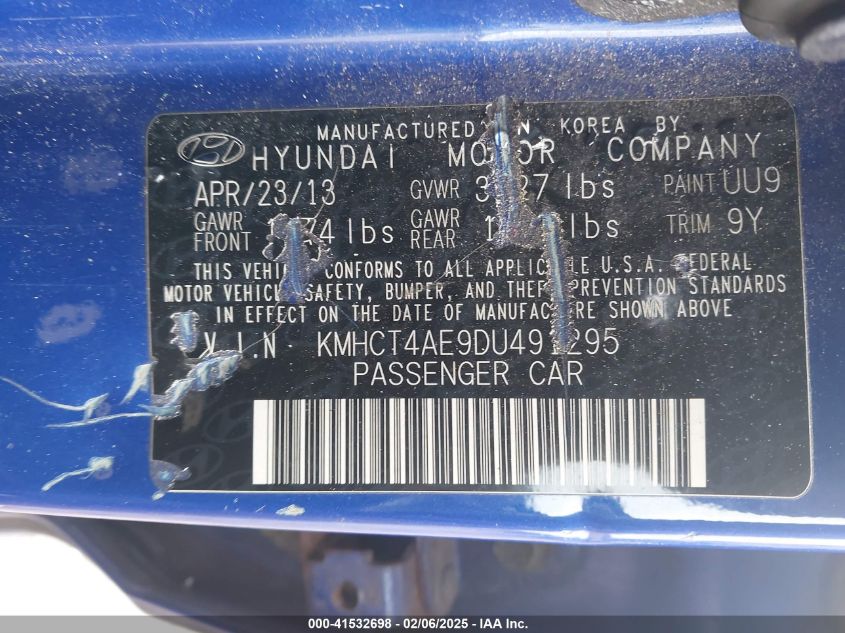 MANUFACTURED IN KOREA BY
HYUNDAI MOTOR COMPANY
APR/23/13 GVWR lbs PAINT UU9
GAWR FRONT lbs GAWR REAR lbs TRIM 9Y
THIS VEHICLE CONFORMS TO ALL APPLICABLE U.S.A. FEDERAL
MOTOR VEHICLE SAFETY, BUMPER, AND THEFT PREVENTION STANDARDS
IN EFFECT ON THE DATE OF MANUFACTURE SHOWN ABOVE
V.I.N
PASSENGER CAR
000-41532698 - 02/06/2025 - IAA, Inc.